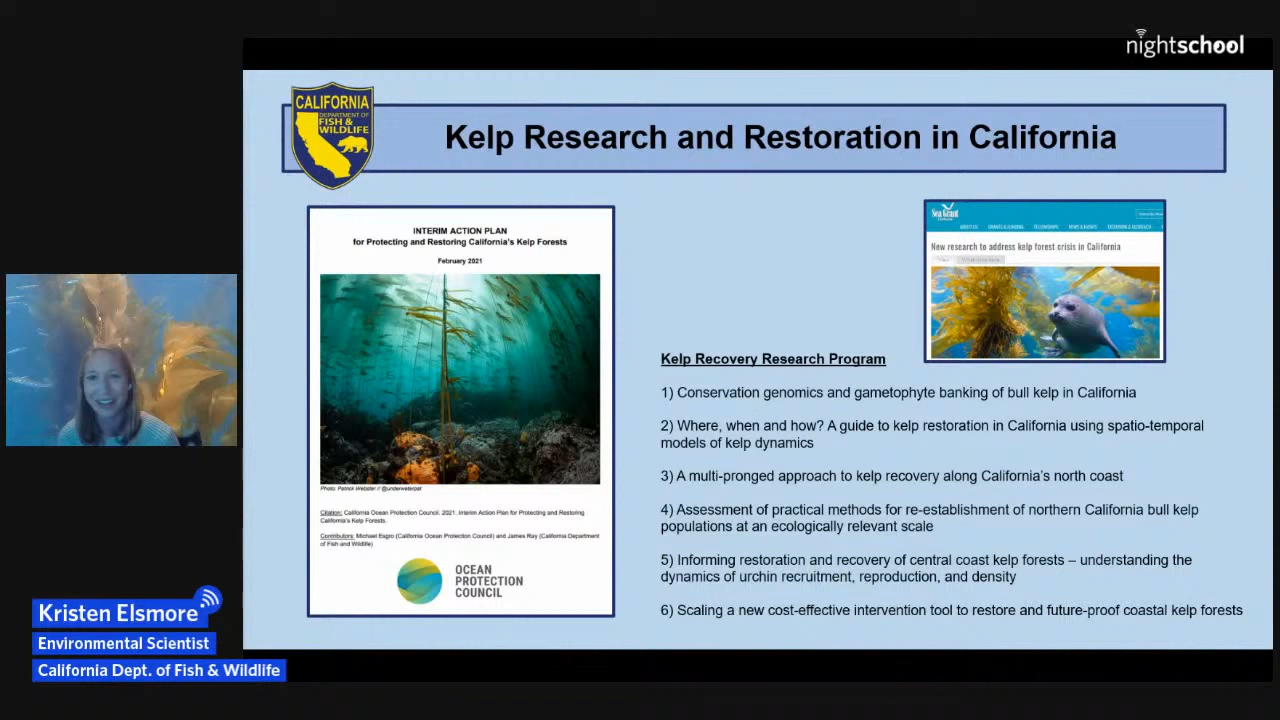 nightschool
CALIFORNIA
DEPARTMENT OF
FISH &
WILDLIFE
Kelp Research and Restoration in California
INTERIM ACTION PLAN
for Protecting and Restoring California's Kelp Forests
February 2021
Photo: Patrick Webster // @underwaterpat
Citation: California Ocean Protection Council. 2021. Interim Action Plan for Protecting and Restoring
California's Kelp Forests.
Contributors: Michael Esgro (California Ocean Protection Council) and James Ray (California Department
of Fish and Wildlife)
OCEAN
PROTECTION
COUNCIL
Sea Grant
ABOUT US GRANTS & FUNDING FELLOWSHIPS NEWS & EVENTS EXTENSION & OUTREACH
New research to address kelp forest crisis in California
Kelp Recovery Research Program
1) Conservation genomics and gametophyte banking of bull kelp in California
2) Where, when and how? A guide to kelp restoration in California using spatio-temporal
models of kelp dynamics
3) A multi-pronged approach to kelp recovery along California's north coast
4) Assessment of practical methods for re-establishment of northern California bull kelp
populations at an ecologically relevant scale
5) Informing restoration and recovery of central coast kelp forests – understanding the
dynamics of urchin recruitment, reproduction, and density
6) Scaling a new cost-effective intervention tool to restore and future-proof coastal kelp forests
Kristen Elsmore
Environmental Scientist
California Dept. of Fish & Wildlife